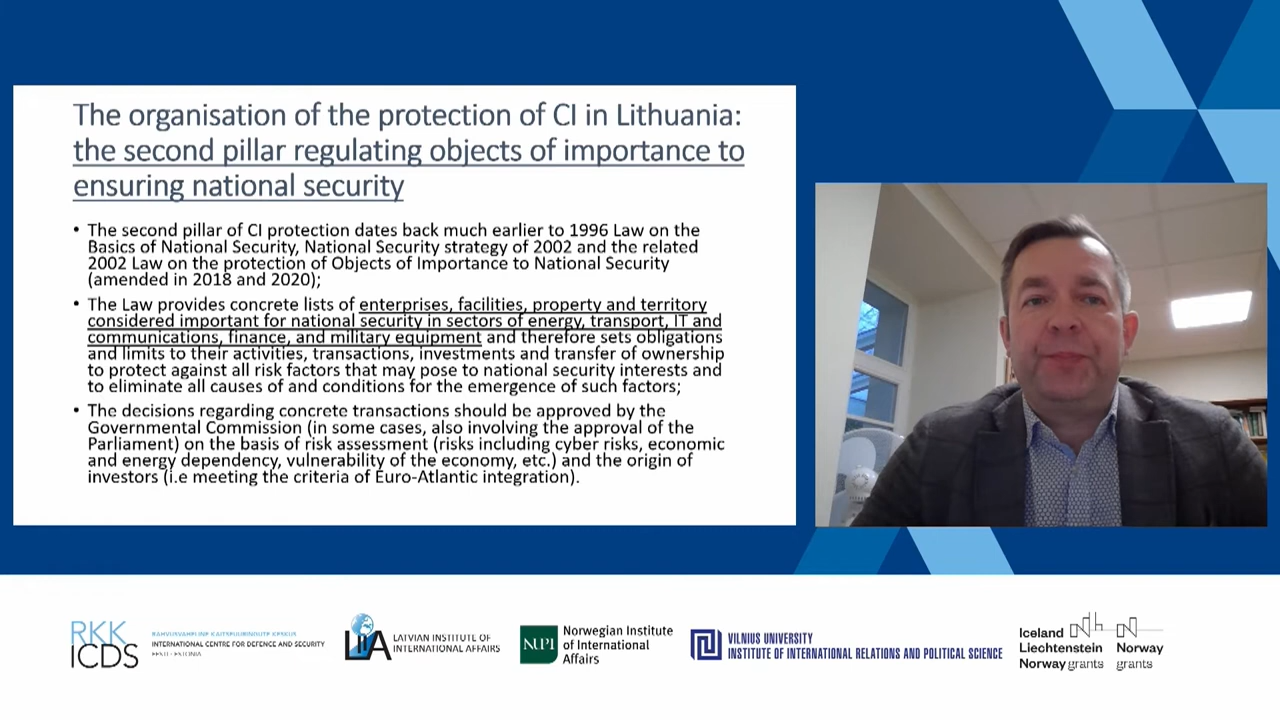 The organisation of the protection of CI in Lithuania:
the second pillar regulating objects of importance to
ensuring national security
• The second pillar of CI protection dates back much earlier to 1996 Law on the
Basics of National Security, National Security strategy of 2002 and the related
2002 Law on the protection of Objects of Importance to National Security
(amended in 2018 and 2020);
• The Law provides concrete lists of enterprises, facilities, property and territory
considered important for national security in sectors of energy, transport, IT and
communications, finance, and military equipment and therefore sets obligations
and limits to their activities, transactions, investments and transfer of ownership
to protect against all risk factors that may pose to national security interests and
to eliminate all causes of and conditions for the emergence of such factors;
• The decisions regarding concrete transactions should be approved by the
Governmental Commission (in some cases, also involving the approval of the
Parliament) on the basis of risk assessment (risks including cyber risks, economic
and energy dependency, vulnerability of the economy, etc.) and the origin of
investors (i.e meeting the criteria of Euro-Atlantic integration).
RKK
ICDS
RAHVUSVAHELINE KAITSEUURINGUTE KESKUS
INTERNATIONAL CENTRE FOR DEFENCE AND SECURITY
EESTI · ESTONIA
LIIA
LATVIAN INSTITUTE OF
INTERNATIONAL AFFAIRS
NUPI
Norwegian Institute
of International
Affairs
VILNIUS UNIVERSITY
INSTITUTE OF INTERNATIONAL RELATIONS AND POLITICAL SCIENCE
Iceland
Liechtenstein
Norway grants
Norway
grants